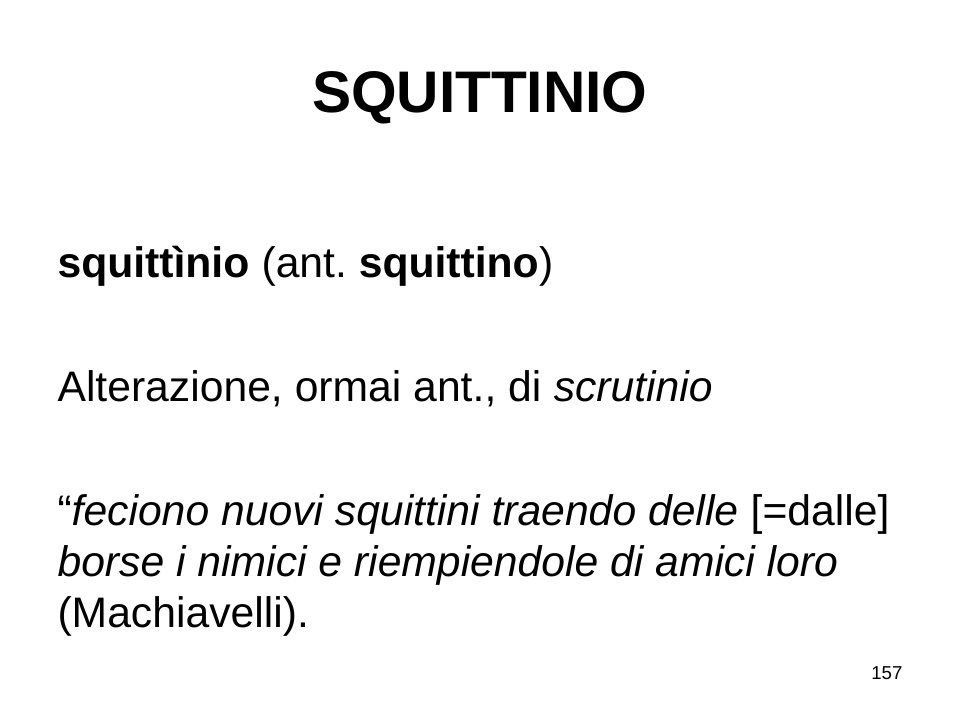 SQUITTINIO
squittìnio (ant. squittino)
Alterazione, ormai ant., di scrutinio
“feciono nuovi squittini traendo delle [=dalle]
borse i nimici e riempiendole di amici loro
(Machiavelli).
157